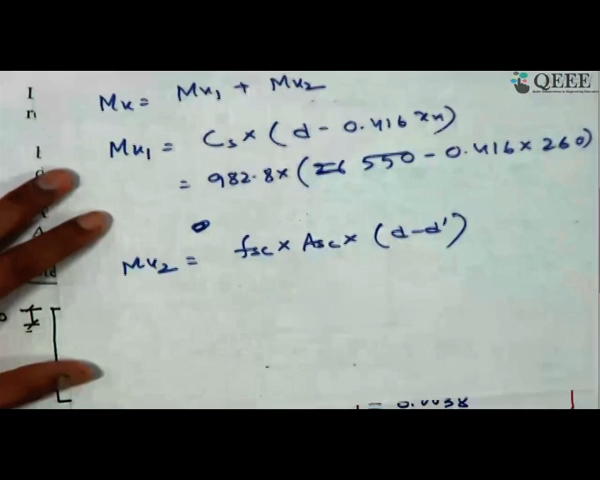 QEEE
I
n
Mu = Mu1 + Mu2
Mu1 = Cs × (d - 0.416 xu)
= 982.8 × (550 - 0.416 × 260)
Mu2 = fsc × Asc × (d-d')
I
= 0.0038